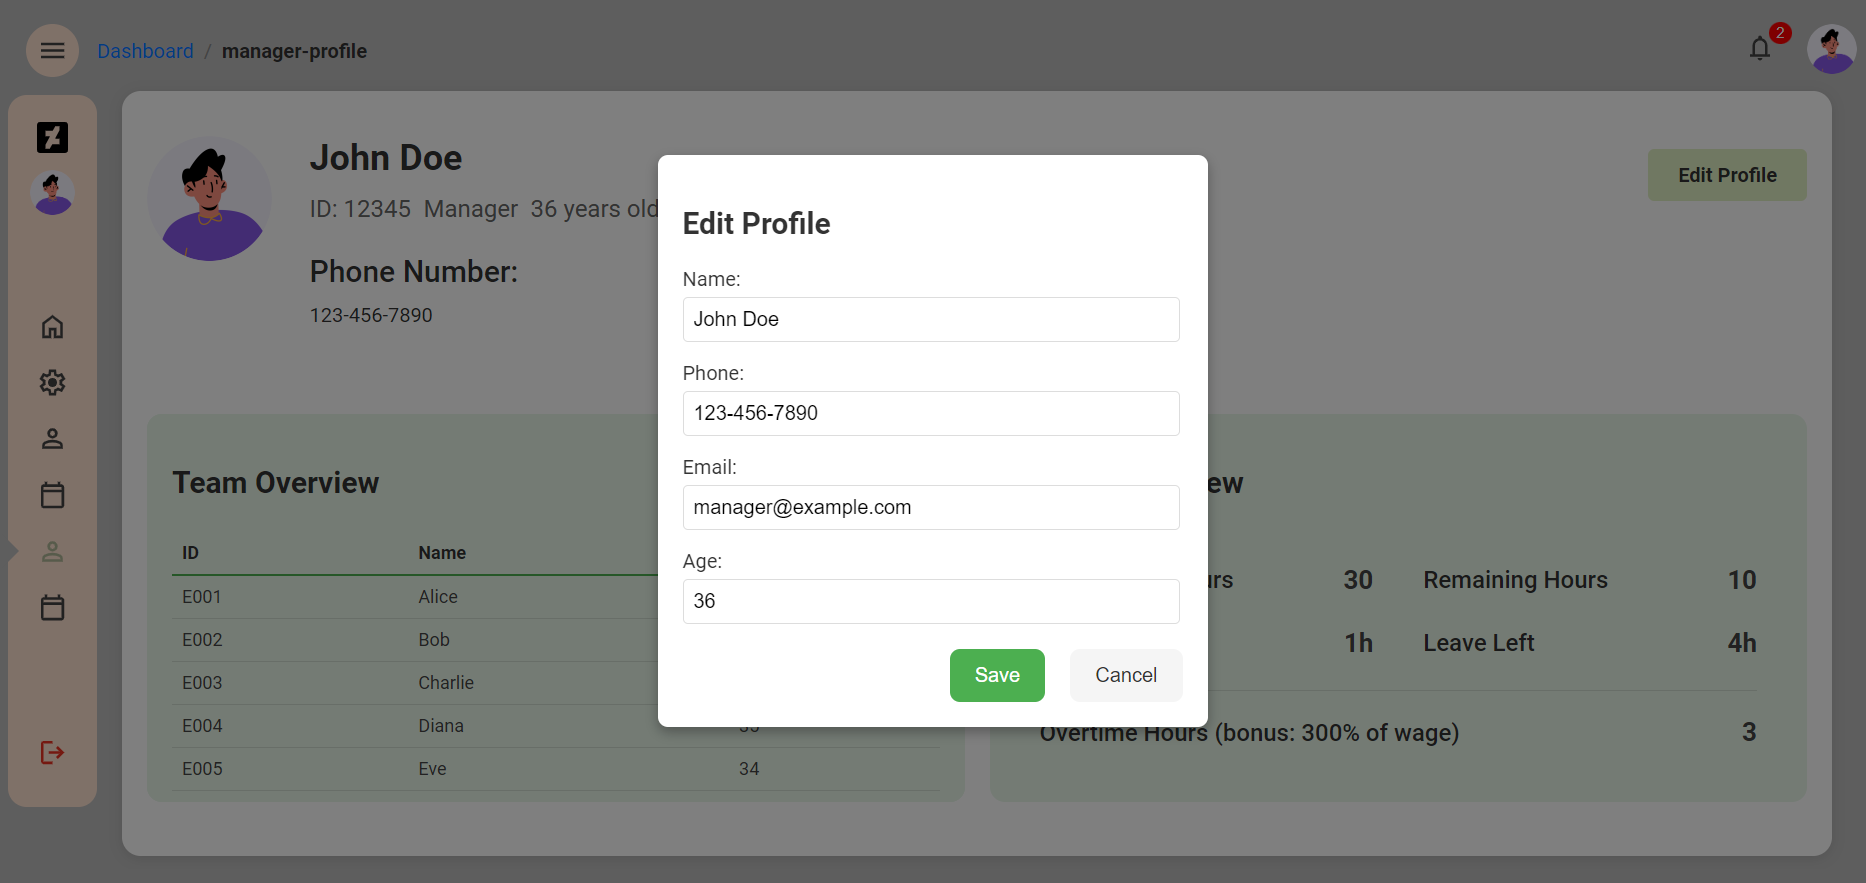 Dashboard / manager-profile
2
John Doe
ID: 12345 Manager 36 years old
Edit Profile
Phone Number:
123-456-7890
Edit Profile
Name:
John Doe
Phone:
123-456-7890
Email:
manager@example.com
Age:
36
Save Cancel
Team Overview
ID Name
E001 Alice
E002 Bob
E003 Charlie
E004 Diana
E005 Eve 34
30 Remaining Hours 10
1h Leave Left 4h
Overtime Hours (bonus: 300% of wage) 3